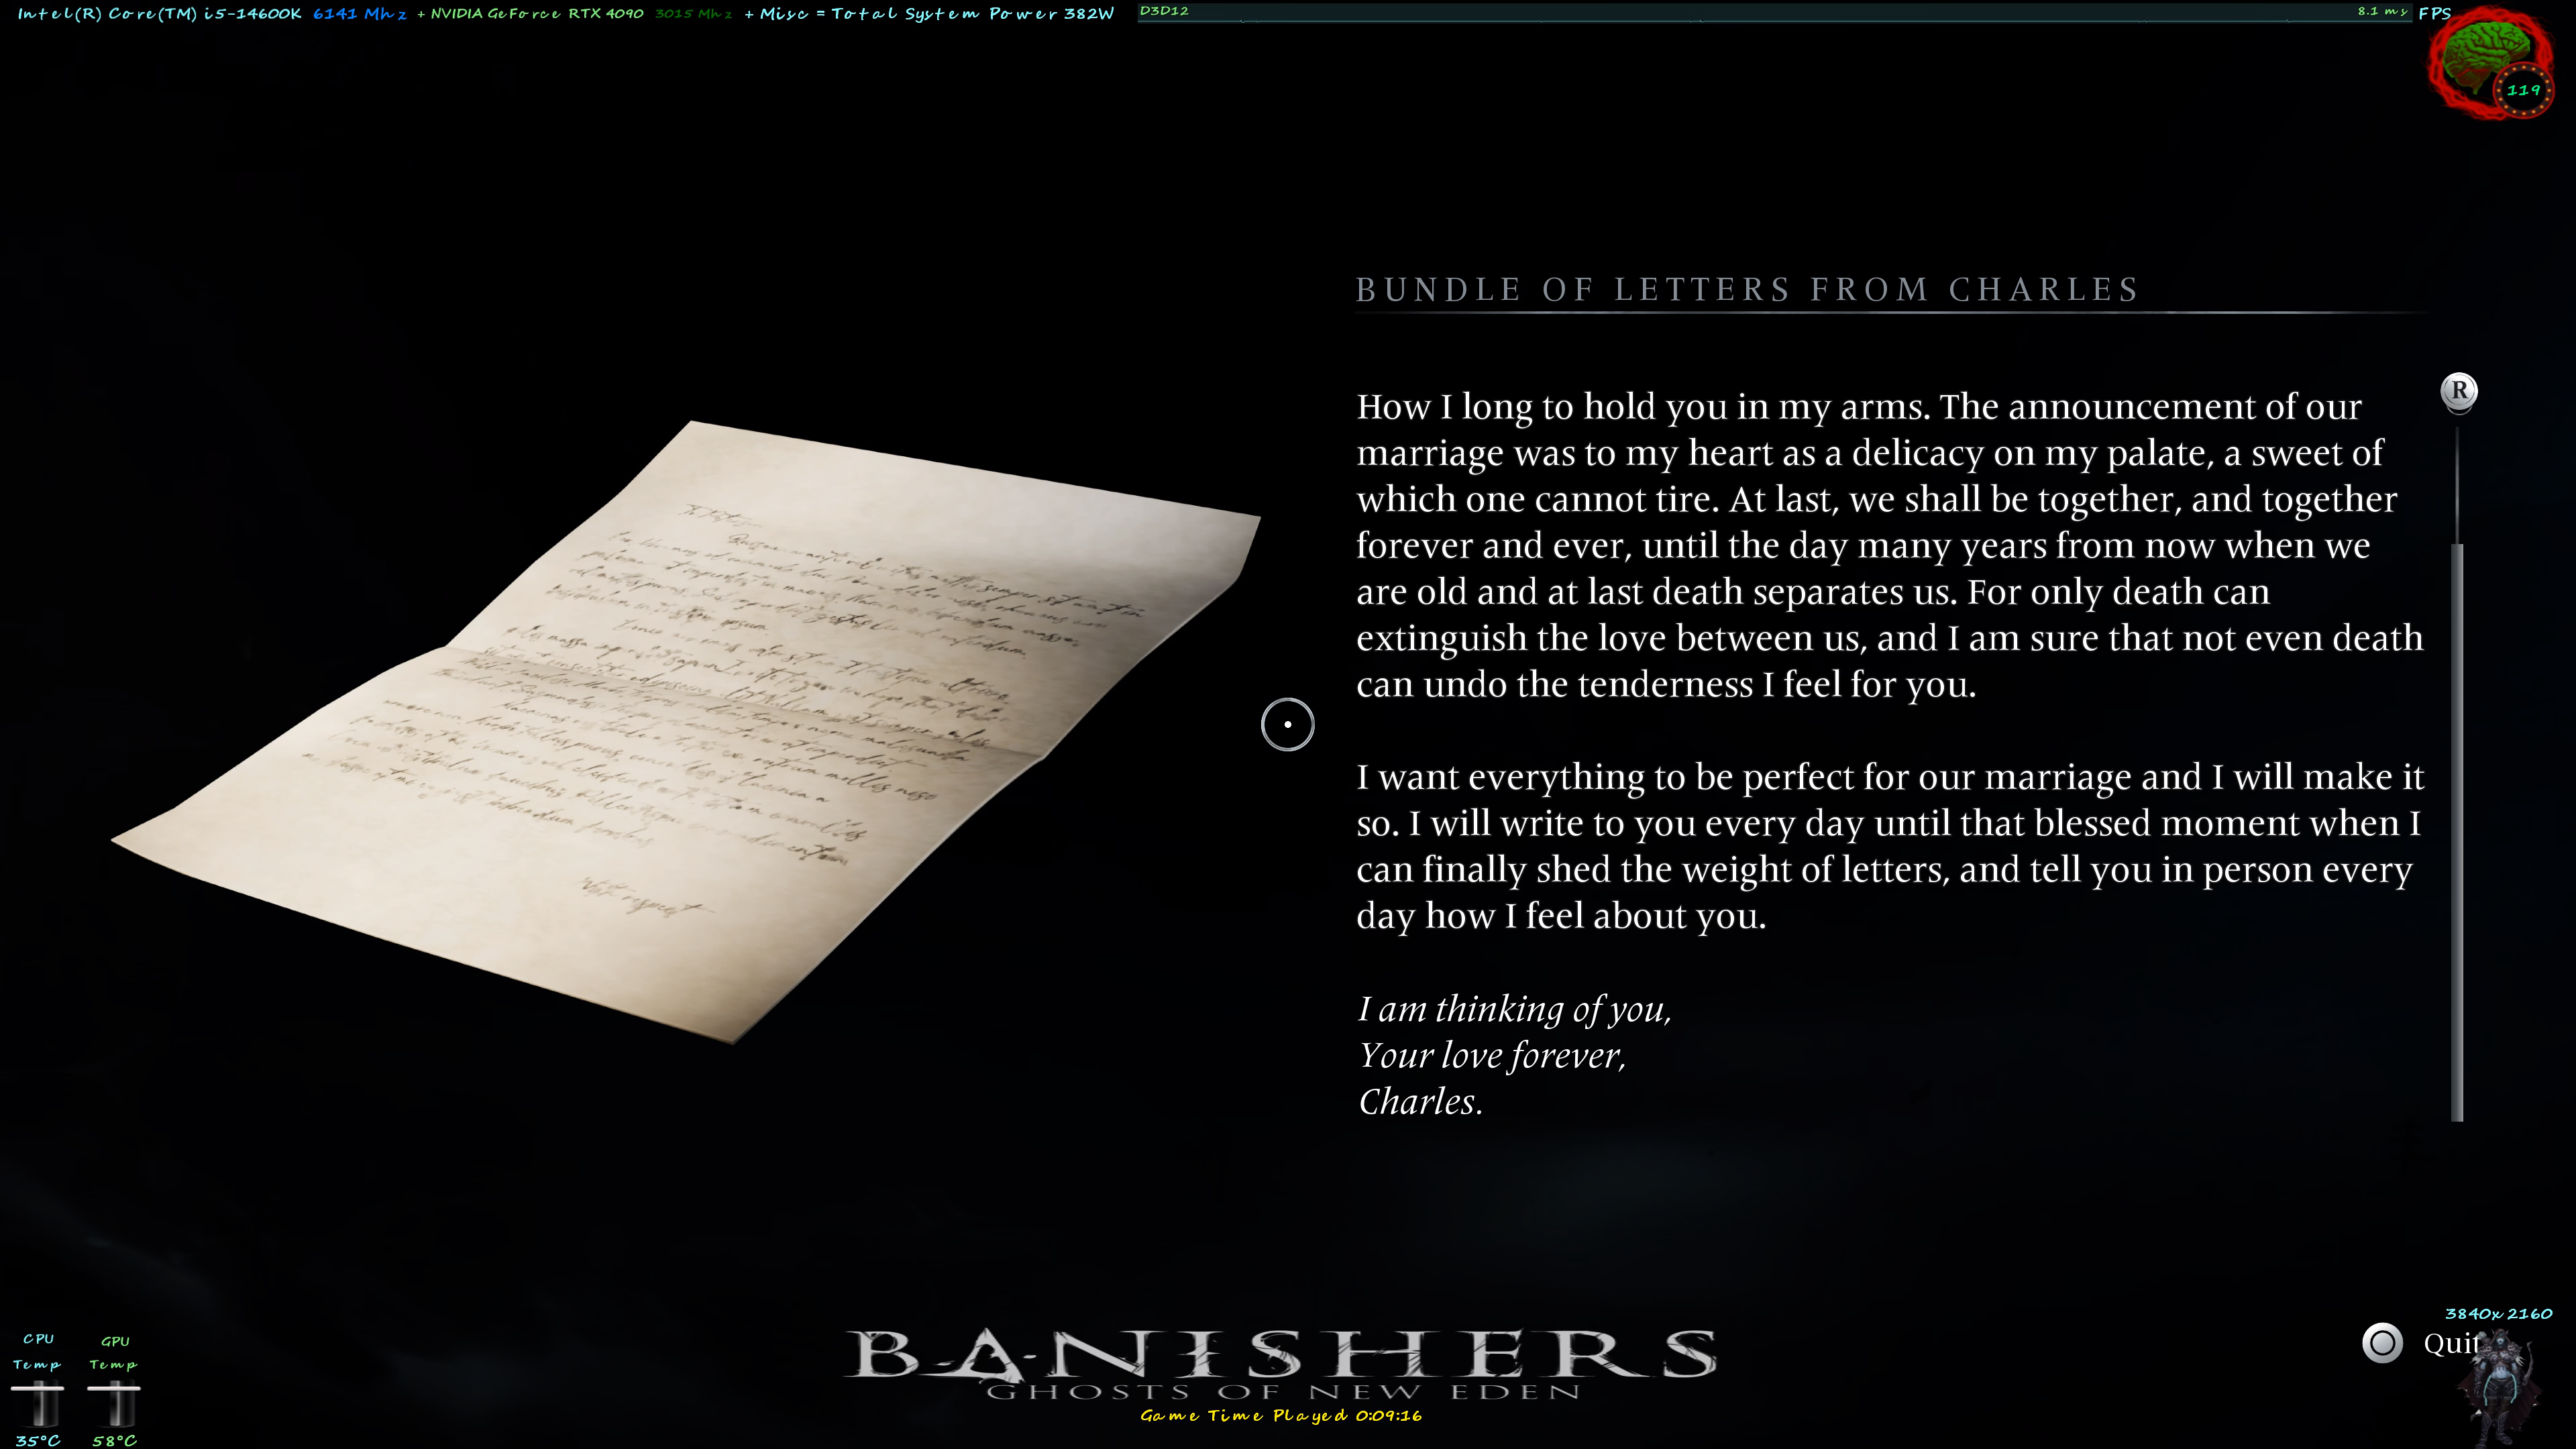 Intel(R) Core(TM) i5-14600K 6141 Mhz + NVIDIA GeForce RTX 4090 3015 Mhz + Misc = Total System Power 382W
D3D12
8.1 ms
FPS
119
BUNDLE OF LETTERS FROM CHARLES
R
How I long to hold you in my arms. The announcement of our
marriage was to my heart as a delicacy on my palate, a sweet of
which one cannot tire. At last, we shall be together, and together
forever and ever, until the day many years from now when we
are old and at last death separates us. For only death can
extinguish the love between us, and I am sure that not even death
can undo the tenderness I feel for you.
I want everything to be perfect for our marriage and I will make it
so. I will write to you every day until that blessed moment when I
can finally shed the weight of letters, and tell you in person every
day how I feel about you.
I am thinking of you,
Your love forever,
Charles.
3840x2160
Quit
CPU
Temp
35°C
GPU
Temp
58°C
BANISHERS
GHOSTS OF NEW EDEN
Game Time Played 0:09:16